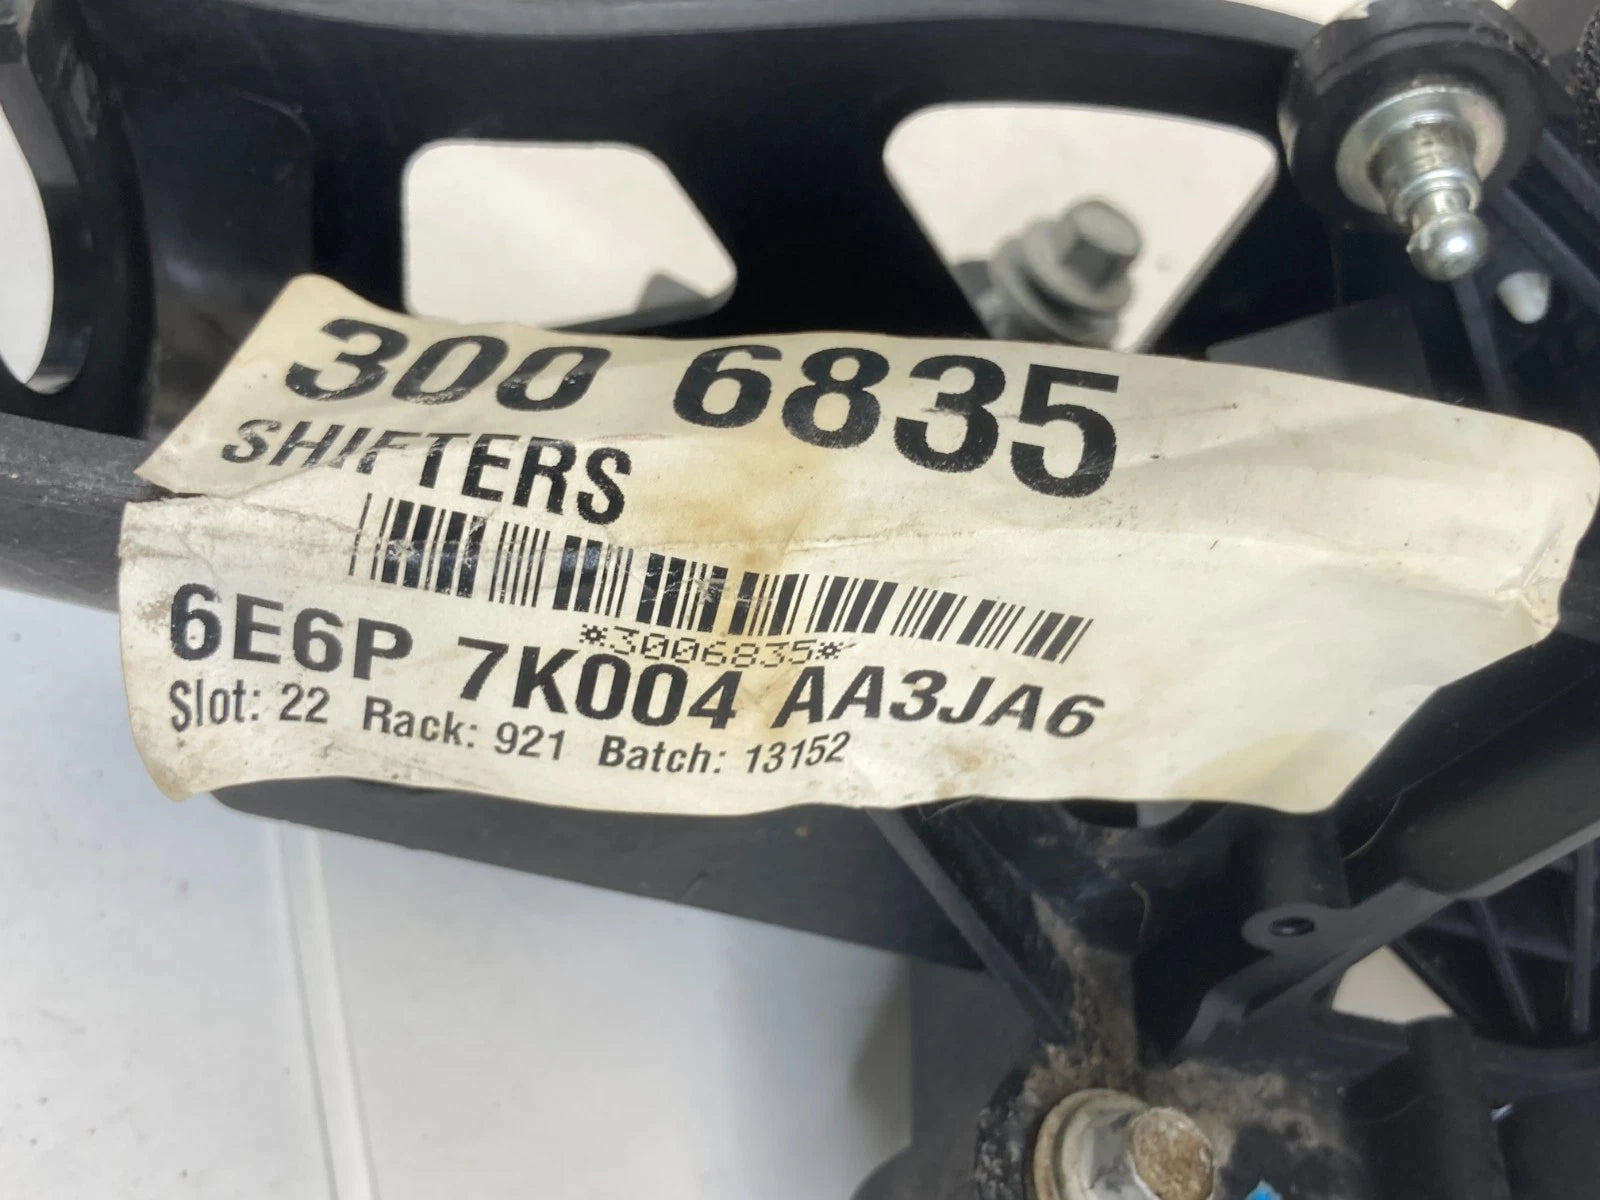 300 6835
SHIFTERS
*3006835*
6E6P 7K004 AA3JA6
Slot: 22 Rack: 921 Batch: 13152